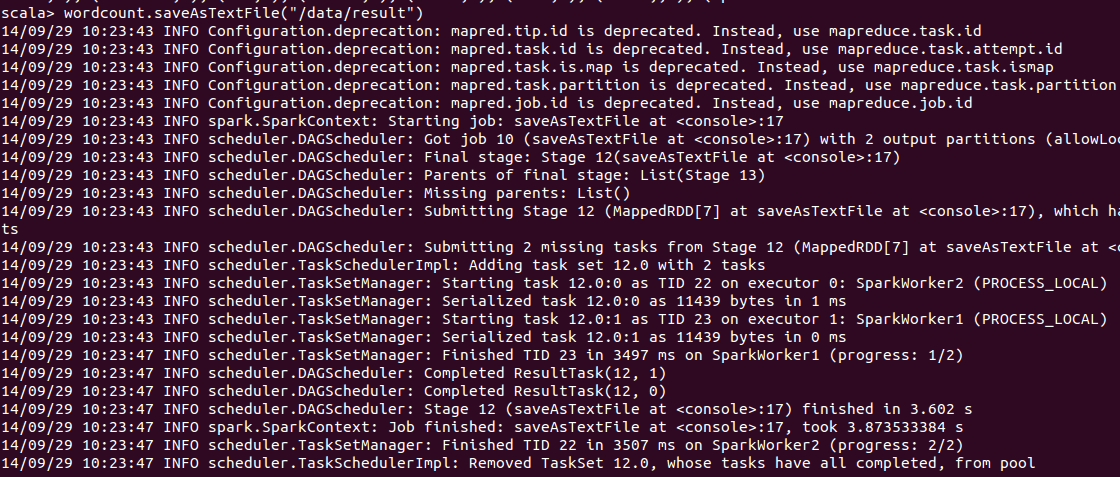 scala> wordcount.saveAsTextFile("/data/result")
14/09/29 10:23:43 INFO Configuration.deprecation: mapred.tip.id is deprecated. Instead, use mapreduce.task.id
14/09/29 10:23:43 INFO Configuration.deprecation: mapred.task.id is deprecated. Instead, use mapreduce.task.attempt.id
14/09/29 10:23:43 INFO Configuration.deprecation: mapred.task.is.map is deprecated. Instead, use mapreduce.task.ismap
14/09/29 10:23:43 INFO Configuration.deprecation: mapred.task.partition is deprecated. Instead, use mapreduce.task.partition
14/09/29 10:23:43 INFO Configuration.deprecation: mapred.job.id is deprecated. Instead, use mapreduce.job.id
14/09/29 10:23:43 INFO spark.SparkContext: Starting job: saveAsTextFile at <console>:17
14/09/29 10:23:43 INFO scheduler.DAGScheduler: Got job 10 (saveAsTextFile at <console>:17) with 2 output partitions (allowLo
14/09/29 10:23:43 INFO scheduler.DAGScheduler: Final stage: Stage 12(saveAsTextFile at <console>:17)
14/09/29 10:23:43 INFO scheduler.DAGScheduler: Parents of final stage: List(Stage 13)
14/09/29 10:23:43 INFO scheduler.DAGScheduler: Missing parents: List()
14/09/29 10:23:43 INFO scheduler.DAGScheduler: Submitting Stage 12 (MappedRDD[7] at saveAsTextFile at <console>:17), which ha
ts
14/09/29 10:23:43 INFO scheduler.DAGScheduler: Submitting 2 missing tasks from Stage 12 (MappedRDD[7] at saveAsTextFile at <c
14/09/29 10:23:43 INFO scheduler.TaskSchedulerImpl: Adding task set 12.0 with 2 tasks
14/09/29 10:23:43 INFO scheduler.TaskSetManager: Starting task 12.0:0 as TID 22 on executor 0: SparkWorker2 (PROCESS_LOCAL)
14/09/29 10:23:43 INFO scheduler.TaskSetManager: Serialized task 12.0:0 as 11439 bytes in 1 ms
14/09/29 10:23:43 INFO scheduler.TaskSetManager: Starting task 12.0:1 as TID 23 on executor 1: SparkWorker1 (PROCESS_LOCAL)
14/09/29 10:23:43 INFO scheduler.TaskSetManager: Serialized task 12.0:1 as 11439 bytes in 0 ms
14/09/29 10:23:47 INFO scheduler.TaskSetManager: Finished TID 23 in 3497 ms on SparkWorker1 (progress: 1/2)
14/09/29 10:23:47 INFO scheduler.DAGScheduler: Completed ResultTask(12, 1)
14/09/29 10:23:47 INFO scheduler.DAGScheduler: Completed ResultTask(12, 0)
14/09/29 10:23:47 INFO scheduler.DAGScheduler: Stage 12 (saveAsTextFile at <console>:17) finished in 3.602 s
14/09/29 10:23:47 INFO spark.SparkContext: Job finished: saveAsTextFile at <console>:17, took 3.873533384 s
14/09/29 10:23:47 INFO scheduler.TaskSetManager: Finished TID 22 in 3507 ms on SparkWorker2 (progress: 2/2)
14/09/29 10:23:47 INFO scheduler.TaskSchedulerImpl: Removed TaskSet 12.0, whose tasks have all completed, from pool